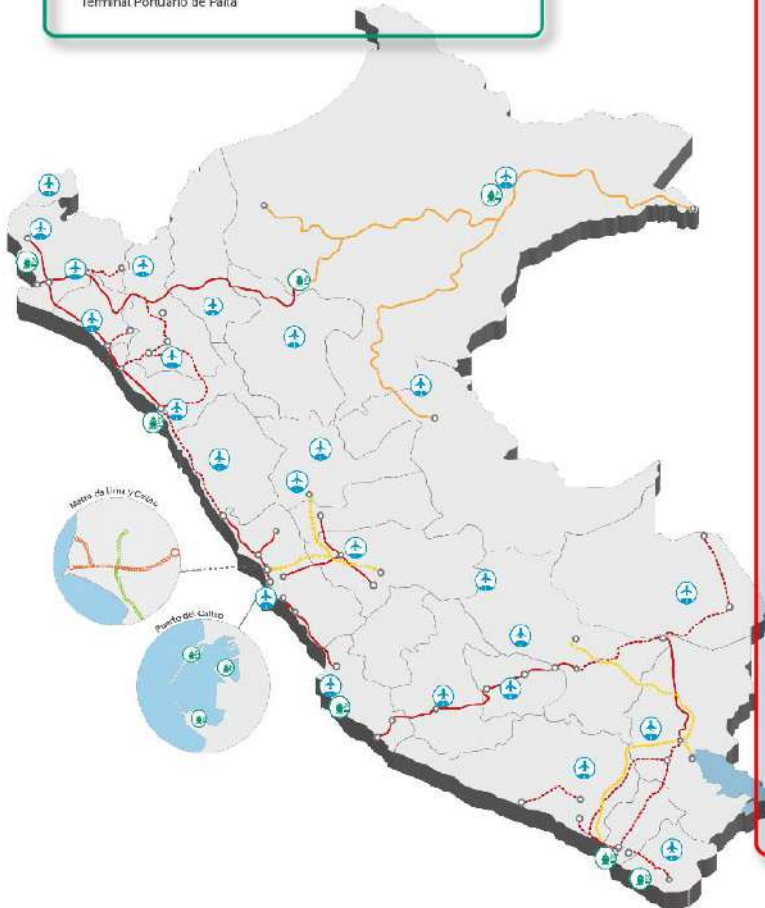 Terminal Portuario de Paita
Metro de Lima y Callao
Puerto del Callao